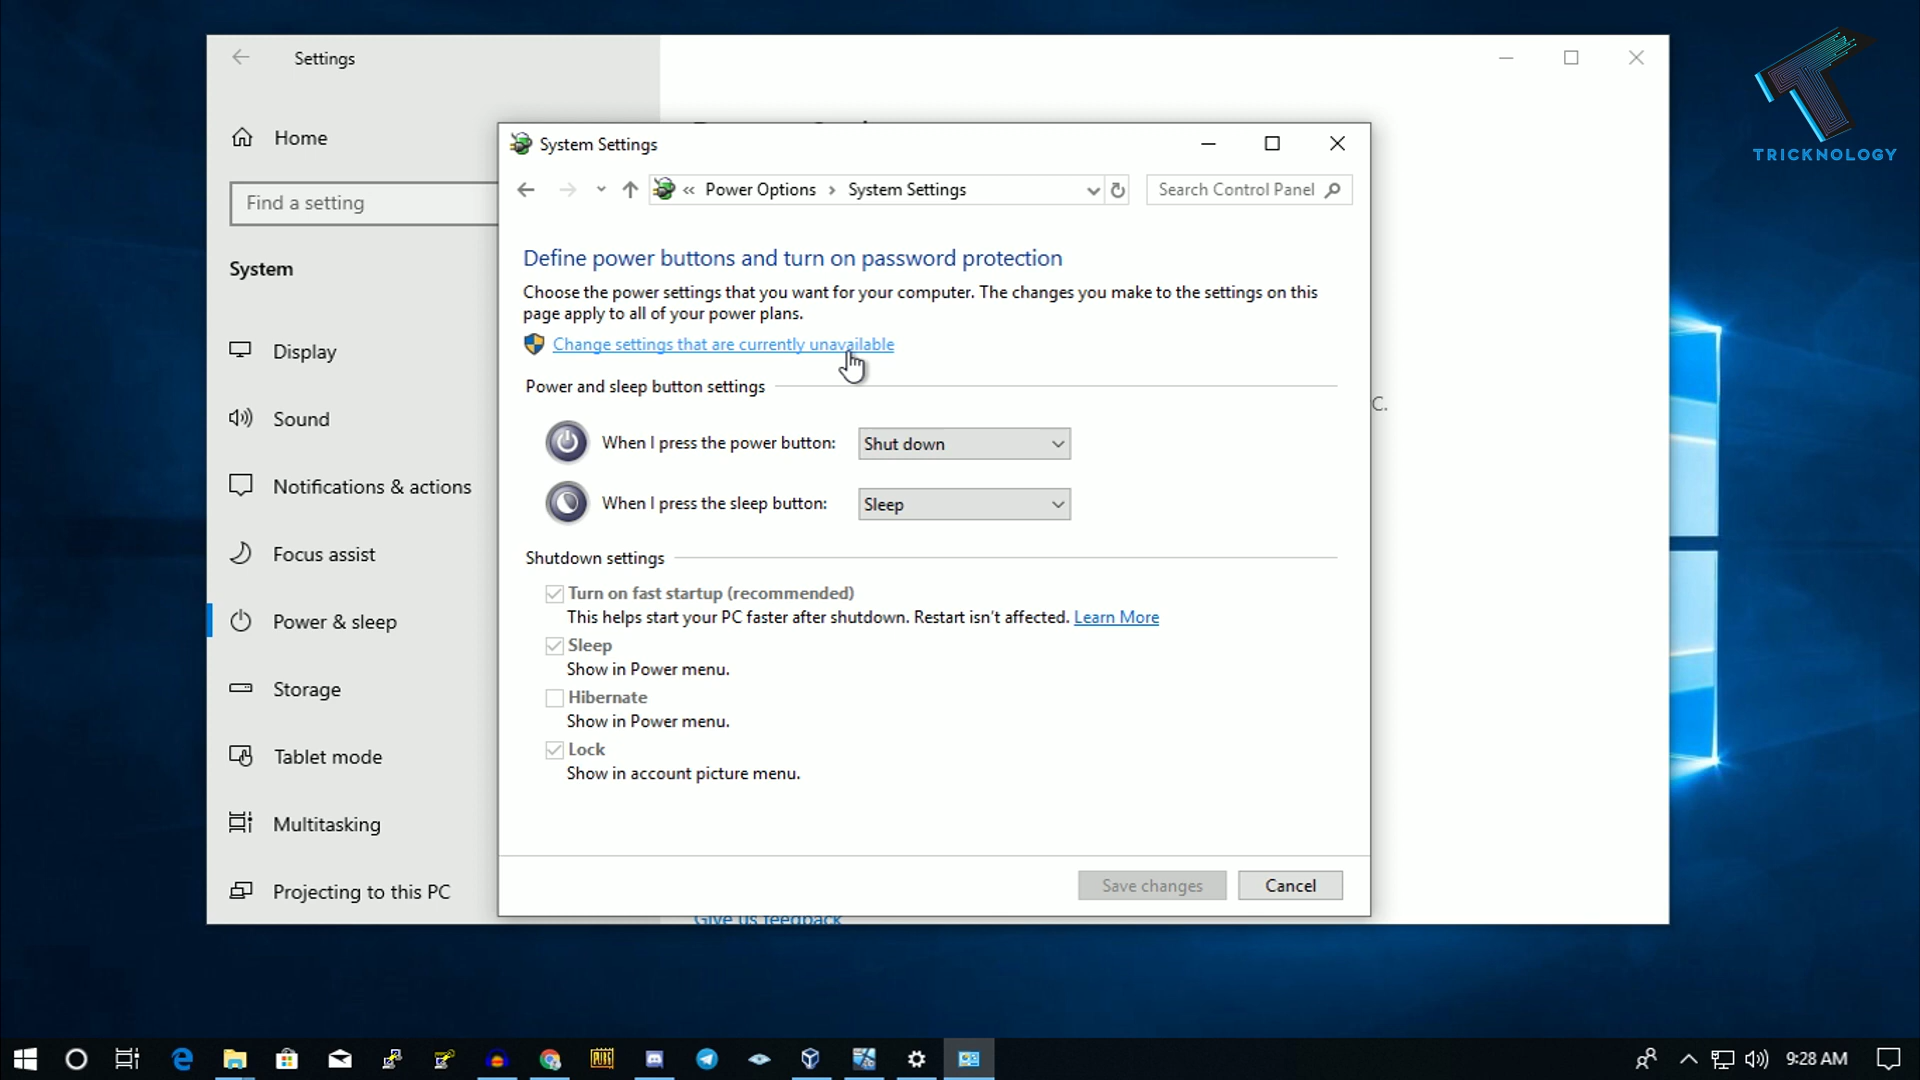 Settings
TRICKNOLOGY
Home
Find a setting
System
Display
Sound
Notifications & actions
Focus assist
Power & sleep
Storage
Tablet mode
Multitasking
Projecting to this PC
System Settings
« Power Options › System Settings
Search Control Panel
Define power buttons and turn on password protection
Choose the power settings that you want for your computer. The changes you make to the settings on this
page apply to all of your power plans.
Change settings that are currently unavailable
Power and sleep button settings
When I press the power button: Shut down
When I press the sleep button: Sleep
Shutdown settings
Turn on fast startup (recommended)
This helps start your PC faster after shutdown. Restart isn't affected. Learn More
Sleep
Show in Power menu.
Hibernate
Show in Power menu.
Lock
Show in account picture menu.
Save changes
Cancel
C.
Give us feedback
PUBG
9:28 AM